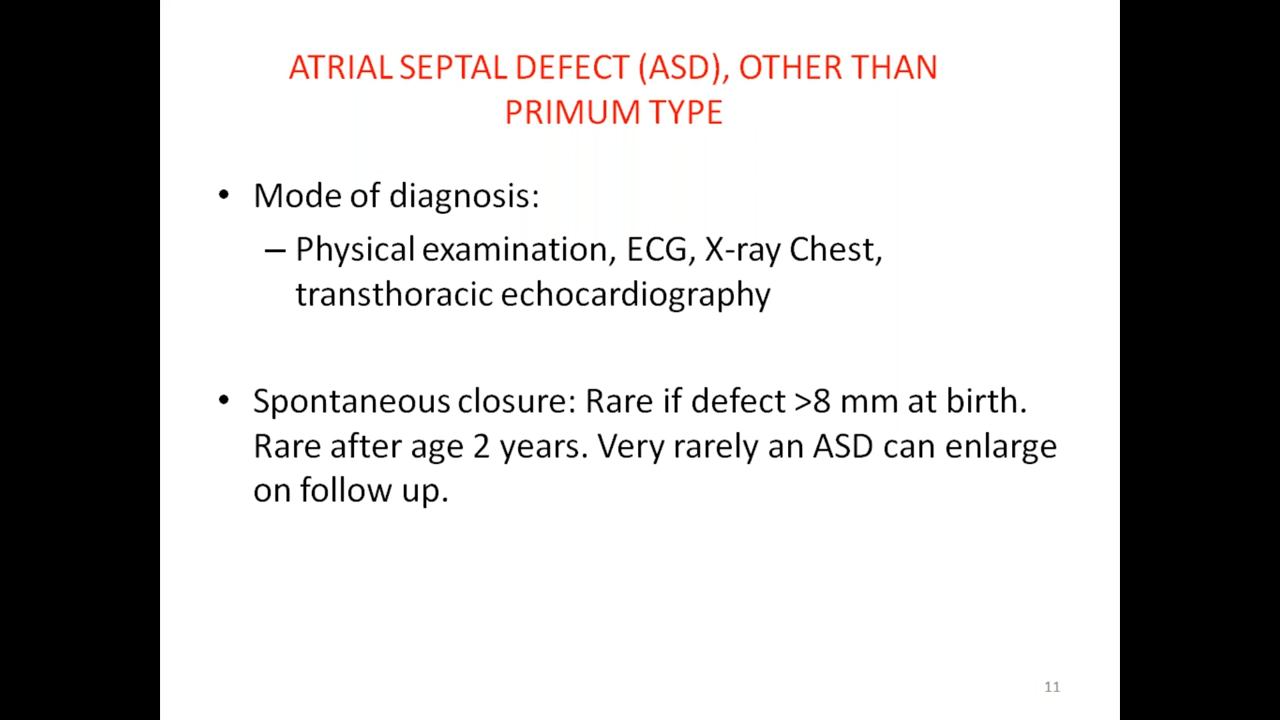 ATRIAL SEPTAL DEFECT (ASD), OTHER THAN
PRIMUM TYPE
• Mode of diagnosis:
– Physical examination, ECG, X-ray Chest,
transthoracic echocardiography
• Spontaneous closure: Rare if defect >8 mm at birth.
Rare after age 2 years. Very rarely an ASD can enlarge
on follow up.
11